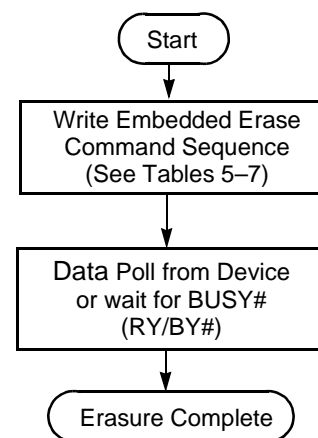 Start
Write Embedded Erase
Command Sequence
(See Tables 5–7)
Data Poll from Device
or wait for BUSY#
(RY/BY#)
Erasure Complete